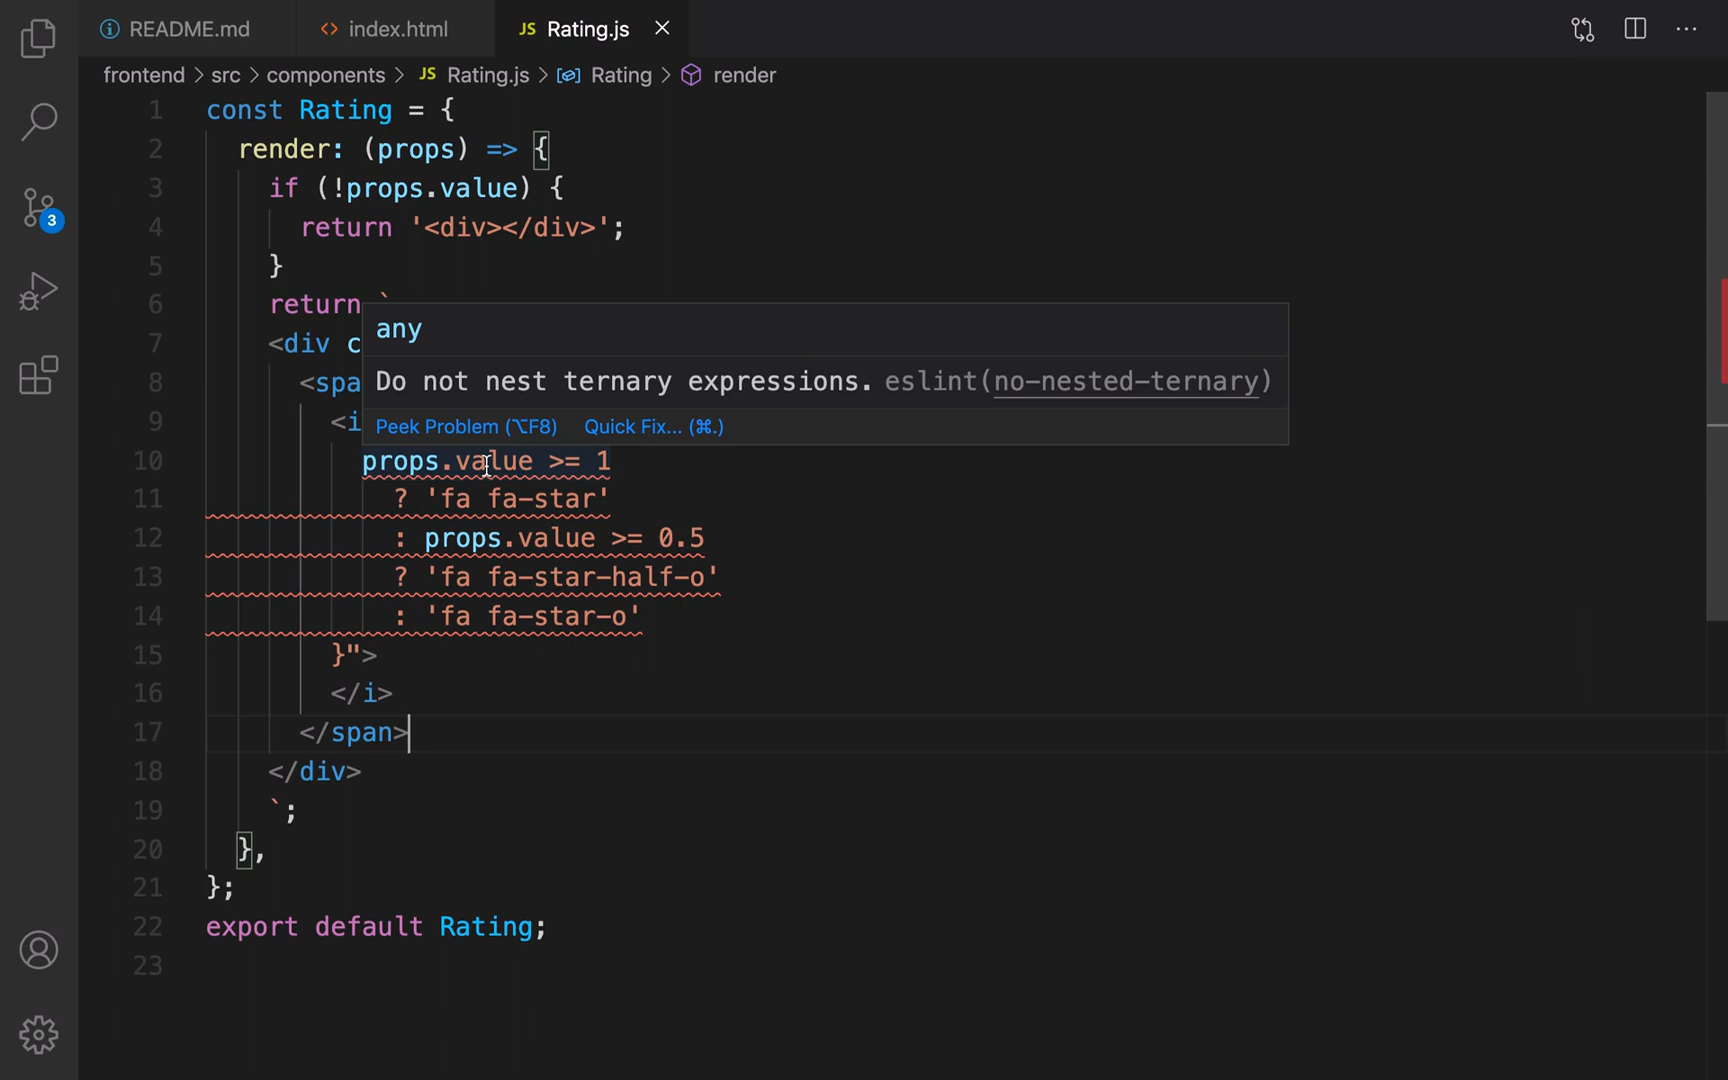 README.md
index.html
JS Rating.js
frontend > src > components > JS Rating.js > Rating > render
1 const Rating = {
2 render: (props) => {
3 if (!props.value) {
4 return '<div></div>';
5 }
6 return `
7 <div c
8 <spa
9 <i
any
Do not nest ternary expressions. eslint(no-nested-ternary)
Peek Problem (⌥F8) Quick Fix... (⌘.)
10 props.value >= 1
11 ? 'fa fa-star'
12 : props.value >= 0.5
13 ? 'fa fa-star-half-o'
14 : 'fa fa-star-o'
15 }">
16 </i>
17 </span>
18 </div>
19 `;
20 },
21 };
22 export default Rating;
23
3